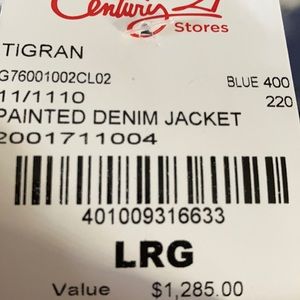 Century 21
Stores
TIGRAN
G76001002CL02 BLUE 400
11/1110 220
PAINTED DENIM JACKET
2001711004
401009316633
LRG
Value $1,285.00